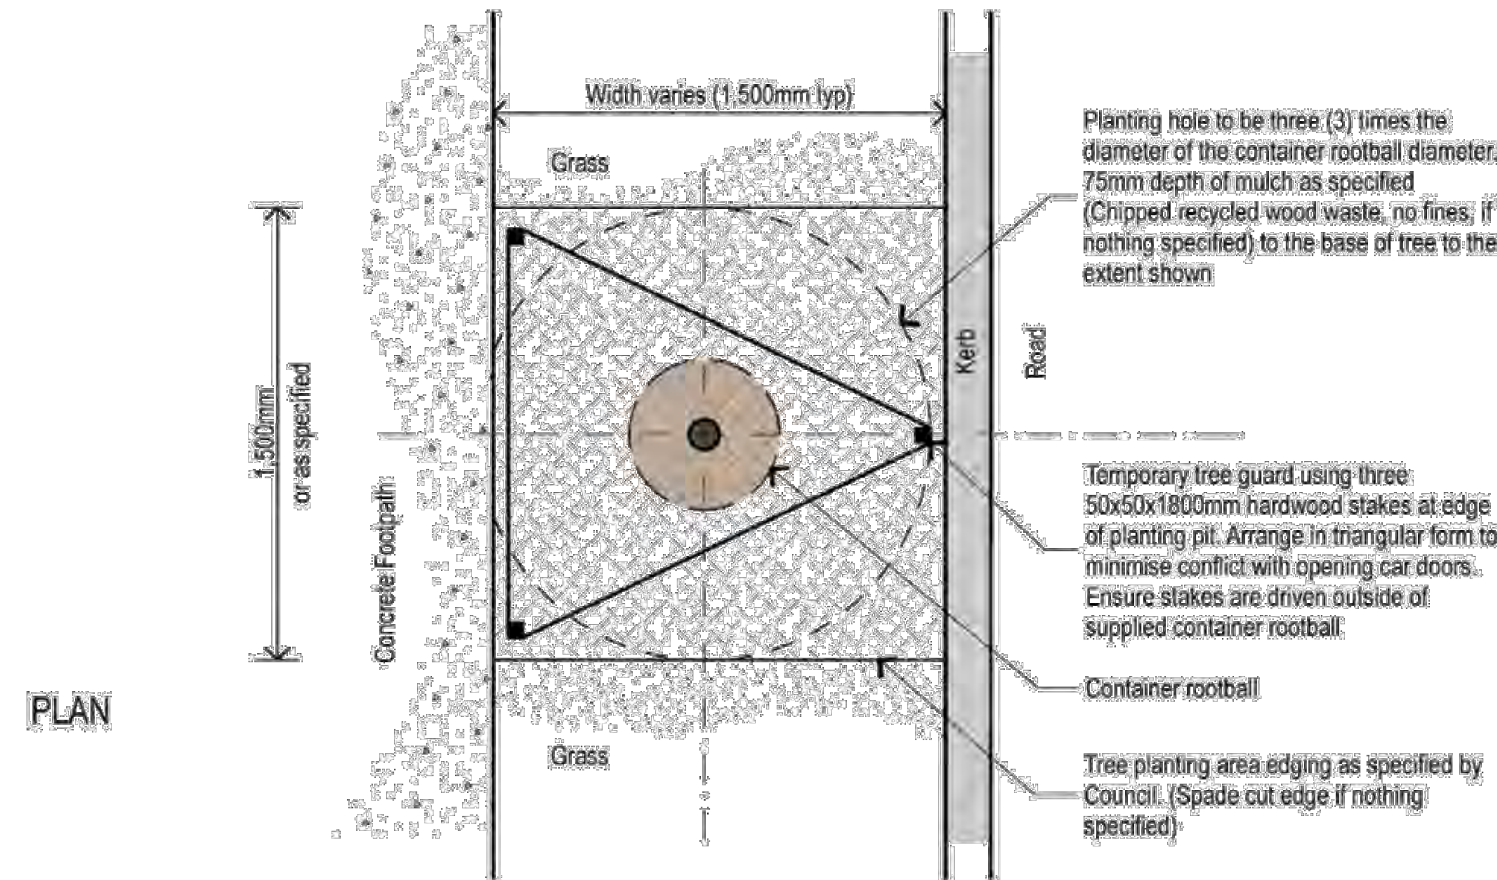 Width varies (1,500mm typ)
Grass
Planting hole to be three (3) times the
diameter of the container rootball diameter.
75mm depth of mulch as specified
(Chipped recycled wood waste, no fines, if
nothing specified) to the base of tree to the
extent shown
Kerb
Road
1,500mm
or as specified
Concrete Footpath
Temporary tree guard using three
50x50x1800mm hardwood stakes at edge
of planting pit. Arrange in triangular form to
minimise conflict with opening car doors.
Ensure stakes are driven outside of
supplied container rootball
Container rootball
PLAN
Grass
Tree planting area edging as specified by
Council. (Spade cut edge if nothing
specified)